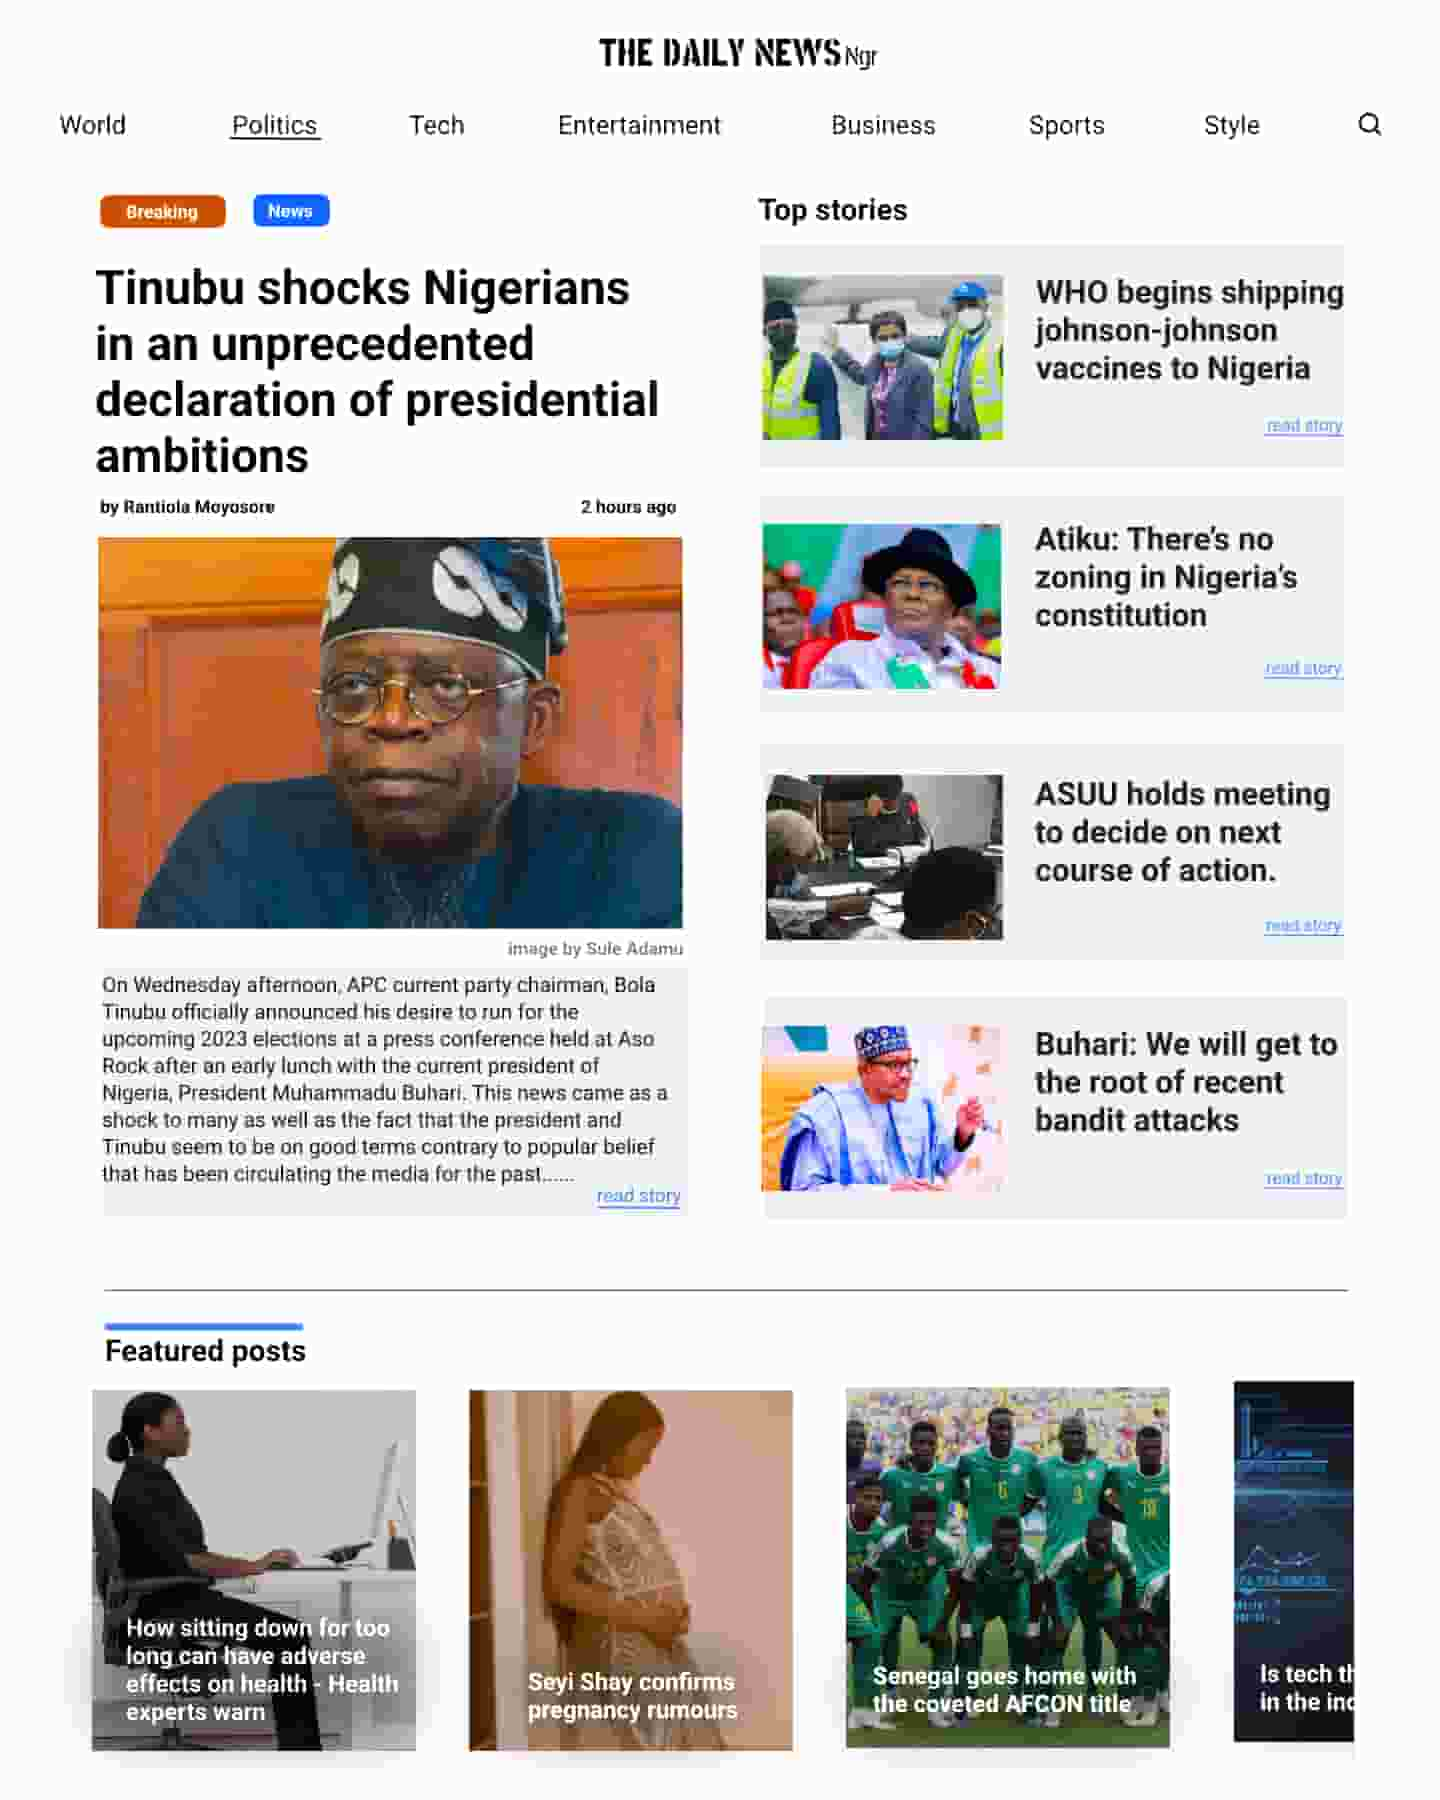 THE DAILY NEWS Ngr
World Politics Tech Entertainment Business Sports Style
Breaking News
Tinubu shocks Nigerians
in an unprecedented
declaration of presidential
ambitions
by Rantiola Moyosore 2 hours ago
image by Sule Adamu
On Wednesday afternoon, APC current party chairman, Bola
Tinubu officially announced his desire to run for the
upcoming 2023 elections at a press conference held at Aso
Rock after an early lunch with the current president of
Nigeria, President Muhammadu Buhari. This news came as a
shock to many as well as the fact that the president and
Tinubu seem to be on good terms contrary to popular belief
that has been circulating the media for the past......
read story
Top stories
WHO begins shipping
johnson-johnson
vaccines to Nigeria
read story
Atiku: There's no
zoning in Nigeria's
constitution
read story
ASUU holds meeting
to decide on next
course of action.
read story
Buhari: We will get to
the root of recent
bandit attacks
read story
Featured posts
How sitting down for too
long can have adverse
effects on health - Health
experts warn
Seyi Shay confirms
pregnancy rumours
6
3
Senegal goes home with
the coveted AFCON title
Is tech th
in the inc